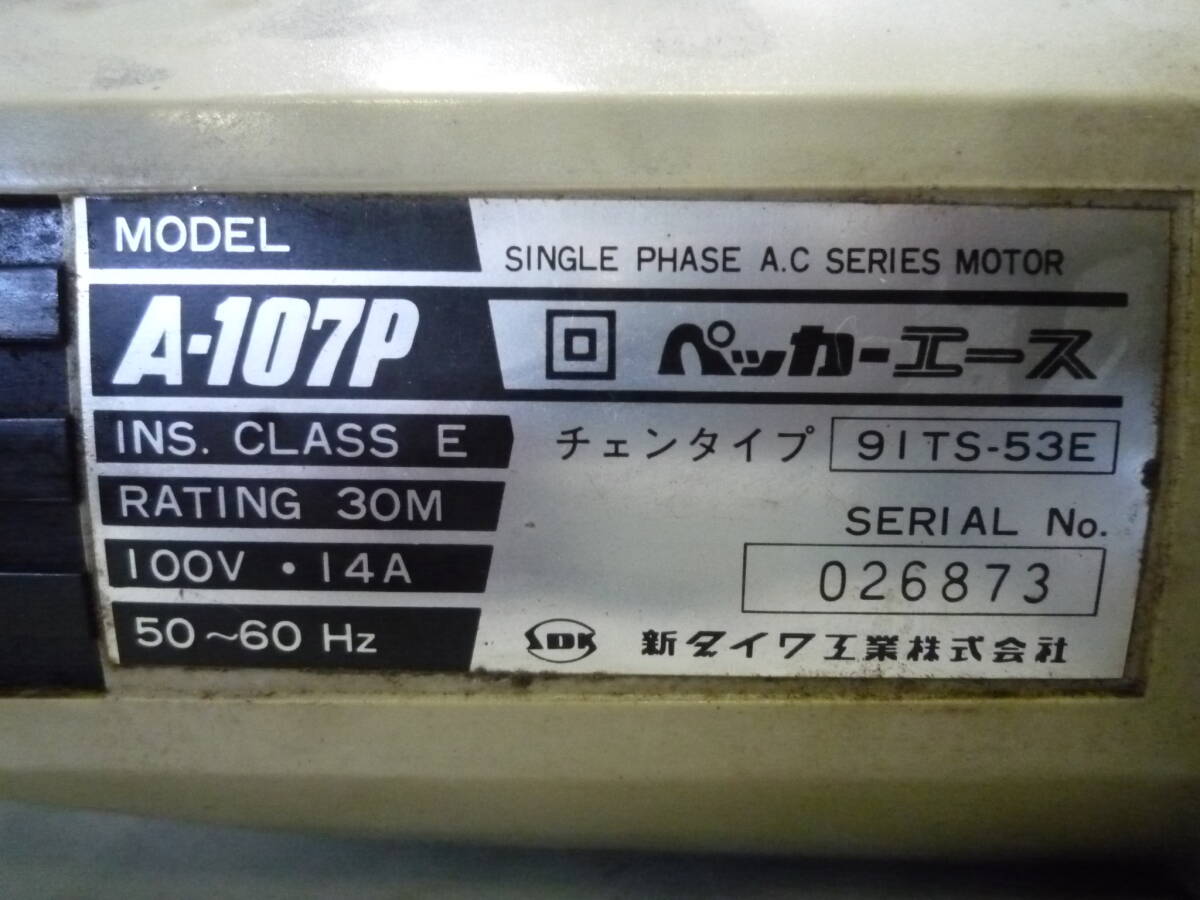 MODEL
SINGLE PHASE A.C SERIES MOTOR
A-107P
ペッカーエース
INS. CLASS E
チェンタイプ 91TS-53E
RATING 30M
SERIAL No.
100V・14A
026873
50~60 Hz
SDK 新ダイワ工業株式会社